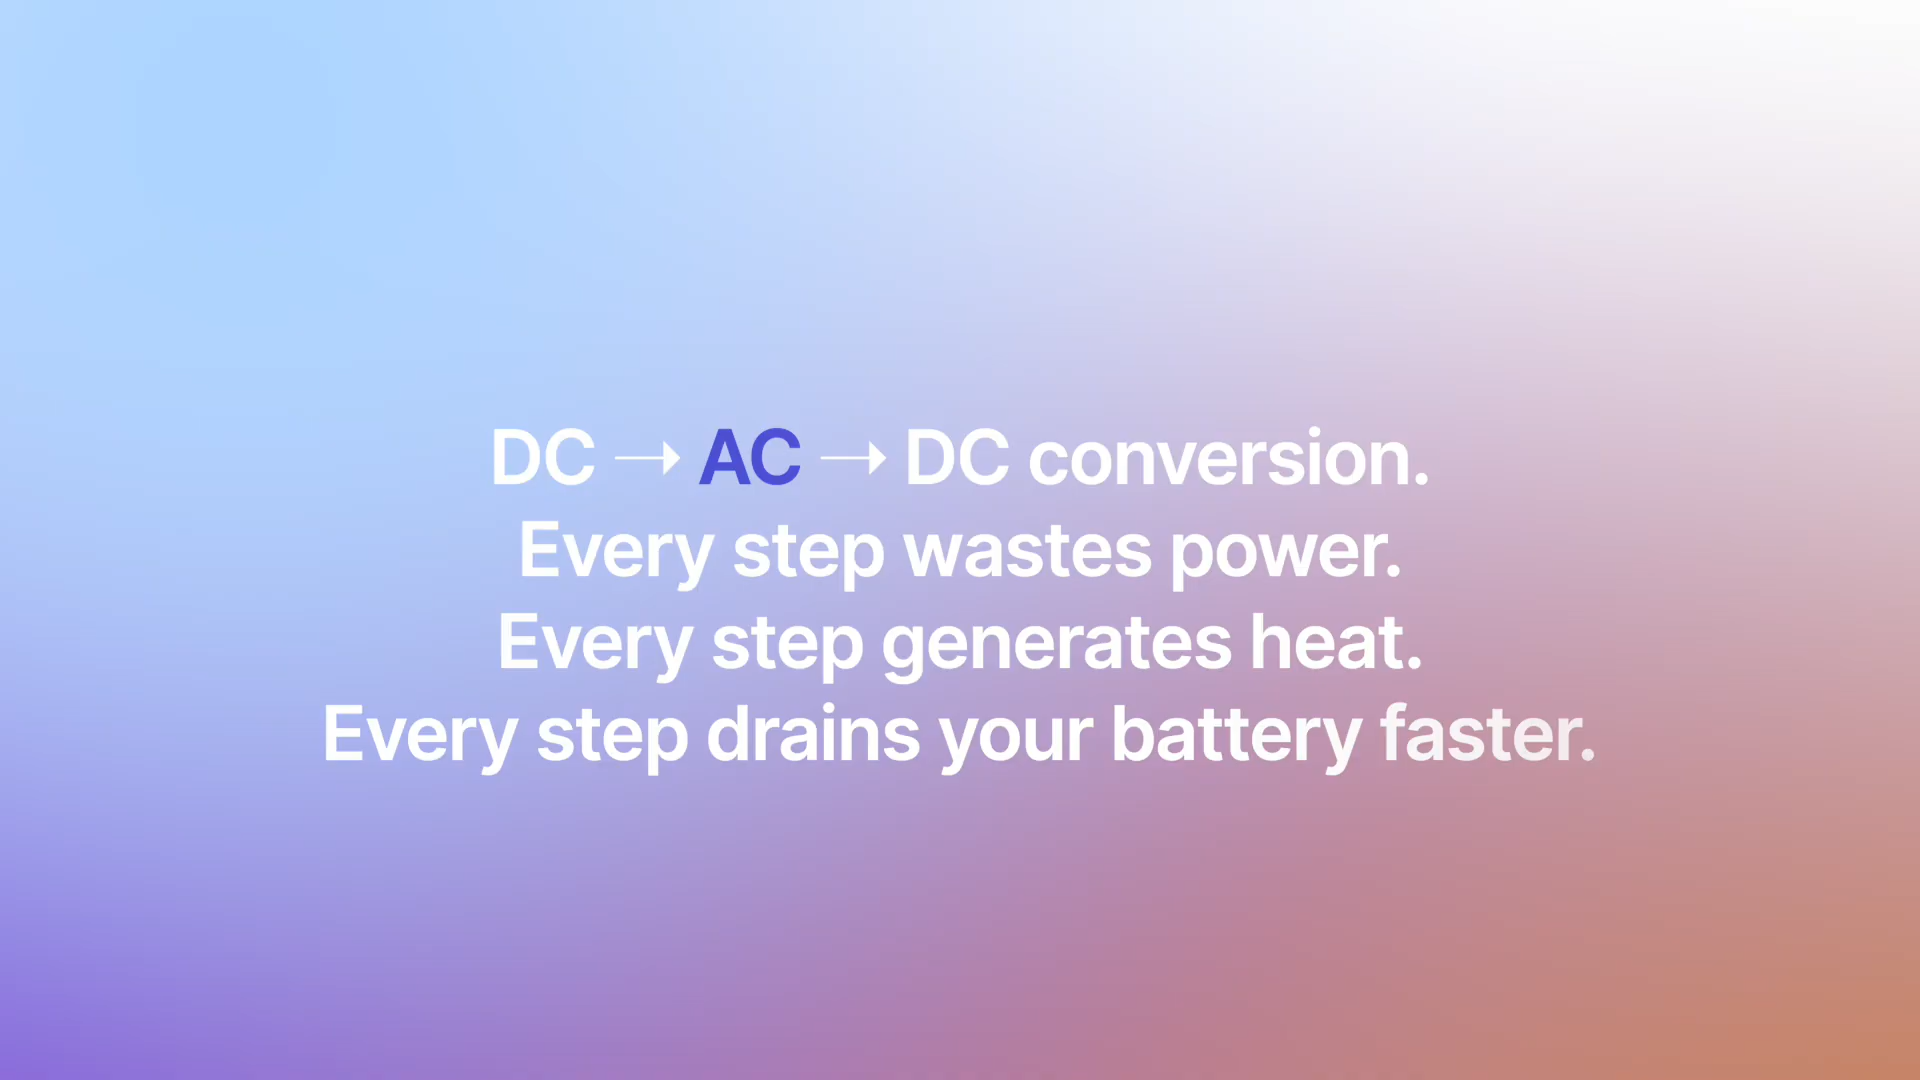 DC → AC → DC conversion.
Every step wastes power.
Every step generates heat.
Every step drains your battery faster.